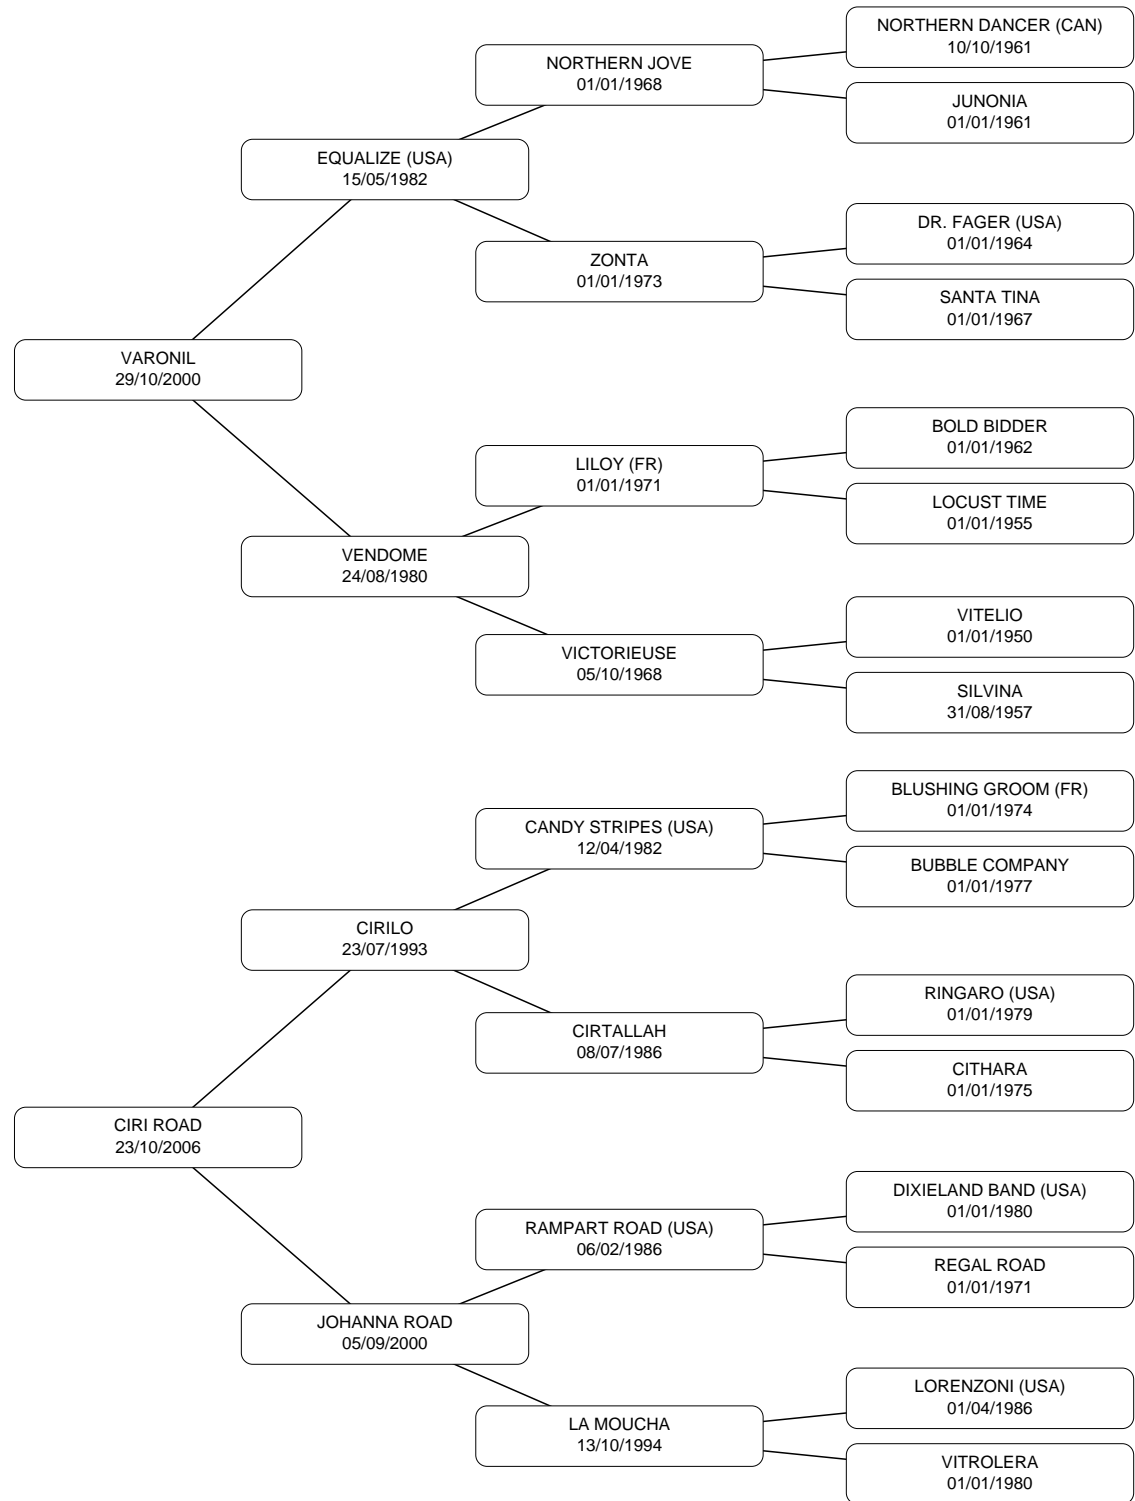 NORTHERN DANCER (CAN)
10/10/1961
NORTHERN JOVE
01/01/1968
JUNONIA
01/01/1961
EQUALIZE (USA)
15/05/1982
DR. FAGER (USA)
01/01/1964
ZONTA
01/01/1973
SANTA TINA
01/01/1967
VARONIL
29/10/2000
BOLD BIDDER
01/01/1962
LILOY (FR)
01/01/1971
LOCUST TIME
01/01/1955
VENDOME
24/08/1980
VITELIO
01/01/1950
VICTORIEUSE
05/10/1968
SILVINA
31/08/1957
BLUSHING GROOM (FR)
01/01/1974
CANDY STRIPES (USA)
12/04/1982
BUBBLE COMPANY
01/01/1977
CIRILO
23/07/1993
RINGARO (USA)
01/01/1979
CIRTALLAH
08/07/1986
CITHARA
01/01/1975
CIRI ROAD
23/10/2006
DIXIELAND BAND (USA)
01/01/1980
RAMPART ROAD (USA)
06/02/1986
REGAL ROAD
01/01/1971
JOHANNA ROAD
05/09/2000
LORENZONI (USA)
01/04/1986
LA MOUCHA
13/10/1994
VITROLERA
01/01/1980